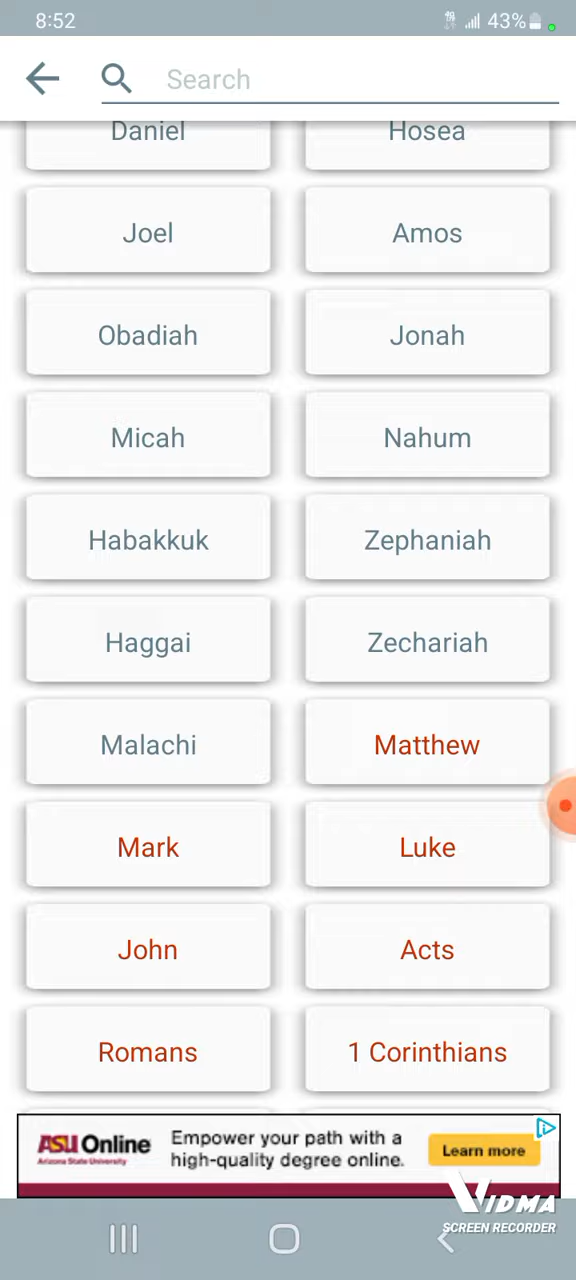 8:52
43%
Search
Daniel
Hosea
Joel
Amos
Obadiah
Jonah
Micah
Nahum
Habakkuk
Zephaniah
Haggai
Zechariah
Malachi
Matthew
Mark
Luke
John
Acts
Romans
1 Corinthians
ASU Online
Arizona State University
Empower your path with a
high-quality degree online.
Learn more
VIDMA
SCREEN RECORDER